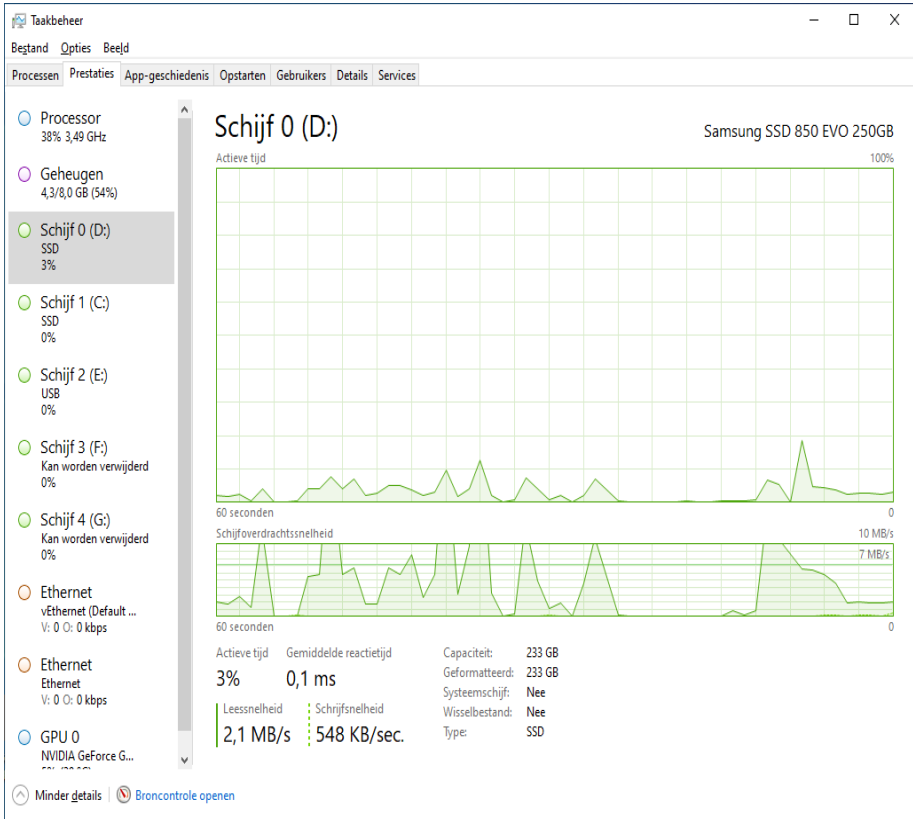 Taakbeheer
Bestand Opties Beeld
Processen Prestaties App-geschiedenis Opstarten Gebruikers Details Services
Processor
38% 3,49 GHz
Geheugen
4,3/8,0 GB (54%)
Schijf 0 (D:)
SSD
3%
Schijf 1 (C:)
SSD
0%
Schijf 2 (E:)
USB
0%
Schijf 3 (F:)
Kan worden verwijderd
0%
Schijf 4 (G:)
Kan worden verwijderd
0%
Ethernet
vEthernet (Default ...
V: 0 O: 0 kbps
Ethernet
Ethernet
V: 0 O: 0 kbps
GPU 0
NVIDIA GeForce G...
Schijf 0 (D:) Samsung SSD 850 EVO 250GB
Actieve tijd 100%
60 seconden 0
Schijfoverdrachtssnelheid 10 MB/s
7 MB/s
60 seconden 0
Actieve tijd Gemiddelde reactietijd
3% 0,1 ms
Leessnelheid Schrijfsnelheid
2,1 MB/s 548 KB/sec.
Capaciteit: 233 GB
Geformatteerd: 233 GB
Systeemschijf: Nee
Wisselbestand: Nee
Type: SSD
Minder details Broncontrole openen